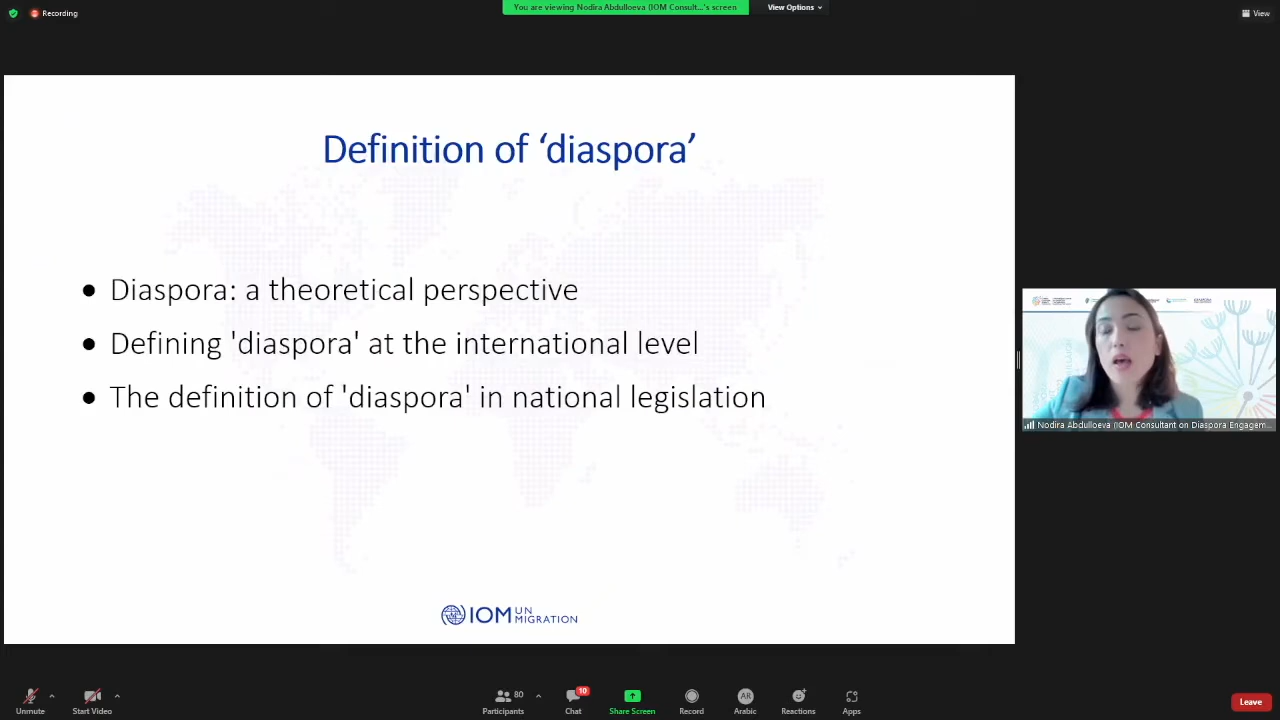 Recording
You are viewing Nodira Abdulloeva (IOM Consult...'s screen
View Options
View
Definition of ‘diaspora’
• Diaspora: a theoretical perspective
• Defining 'diaspora' at the international level
• The definition of 'diaspora' in national legislation
IOM UN MIGRATION
Nodira Abdulloeva (IOM Consultant on Diaspora Engagem...
Unmute
Start Video
80
Participants
10
Chat
Share Screen
Record
AR
Arabic
Reactions
Apps
Leave